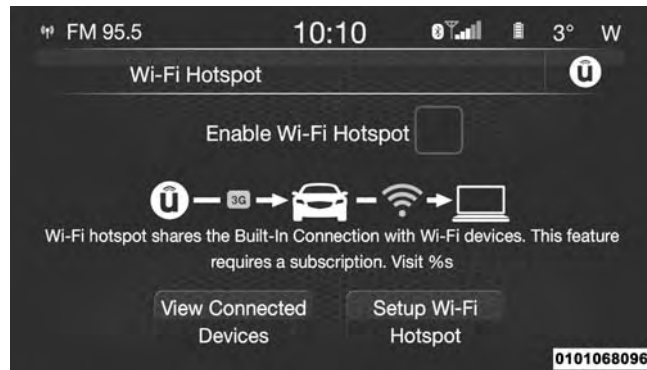 FM 95.5 10:10 3° W
Wi-Fi Hotspot û
Enable Wi-Fi Hotspot
û 3G
Wi-Fi hotspot shares the Built-In Connection with Wi-Fi devices. This feature
requires a subscription. Visit %s
View Connected Setup Wi-Fi
Devices Hotspot
0101068096